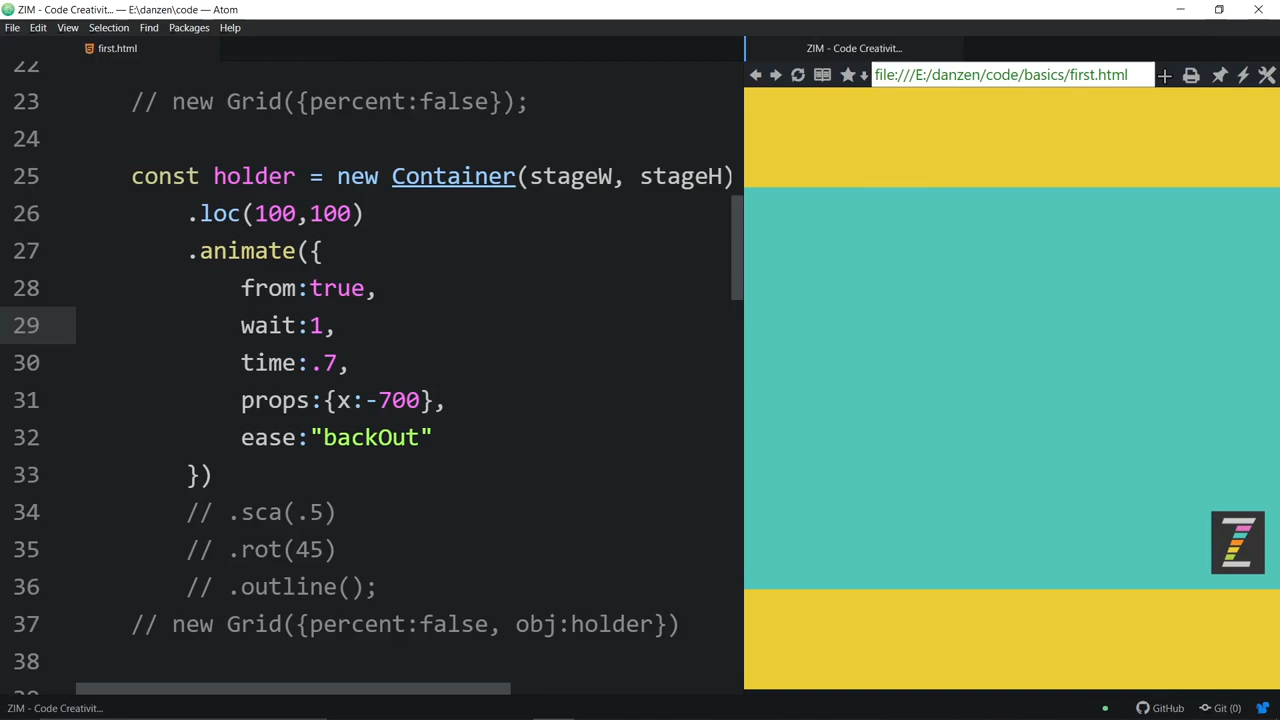 ZIM - Code Creativit... — E:\danzen\code — Atom
File Edit View Selection Find Packages Help
first.html
ZIM - Code Creativit...
file:///E:/danzen/code/basics/first.html
22
23 // new Grid({percent:false});
24
25 const holder = new Container(stageW, stageH)
26 .loc(100,100)
27 .animate({
28 from:true,
29 wait:1,
30 time:.7,
31 props:{x:-700},
32 ease:"backOut"
33 })
34 // .sca(.5)
35 // .rot(45)
36 // .outline();
37 // new Grid({percent:false, obj:holder})
38
ZIM - Code Creativit...
GitHub Git (0)